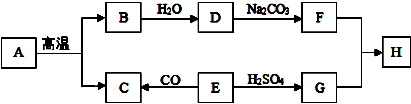 B H₂O D Na₂CO₃ F
A 高温 H
C CO E H₂SO₄ G